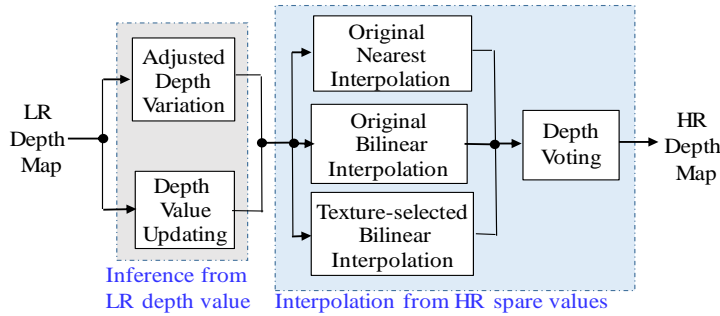 LR
Depth
Map
Adjusted
Depth
Variation
Depth
Value
Updating
Inference from
LR depth value
Original
Nearest
Interpolation
Original
Bilinear
Interpolation
Texture-selected
Bilinear
Interpolation
Depth
Voting
Interpolation from HR spare values
HR
Depth
Map